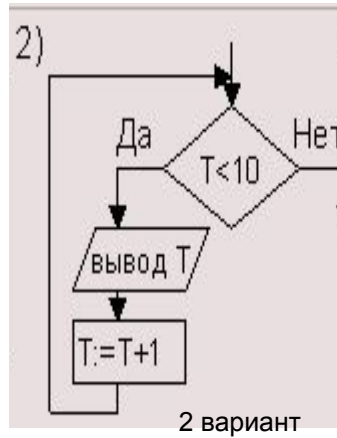 2)
Да
Нет
T<10
вывод T
T:=T+1
2 вариант